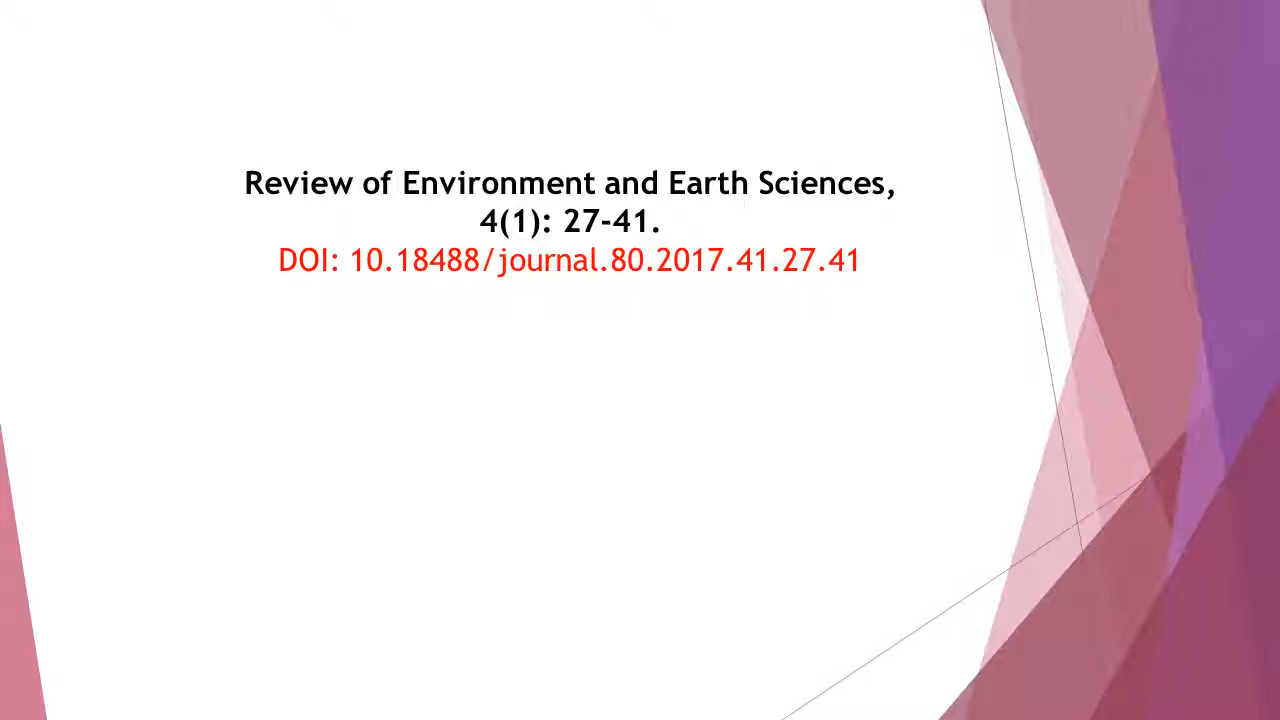 Review of Environment and Earth Sciences,
4(1): 27-41.
DOI: 10.18488/journal.80.2017.41.27.41